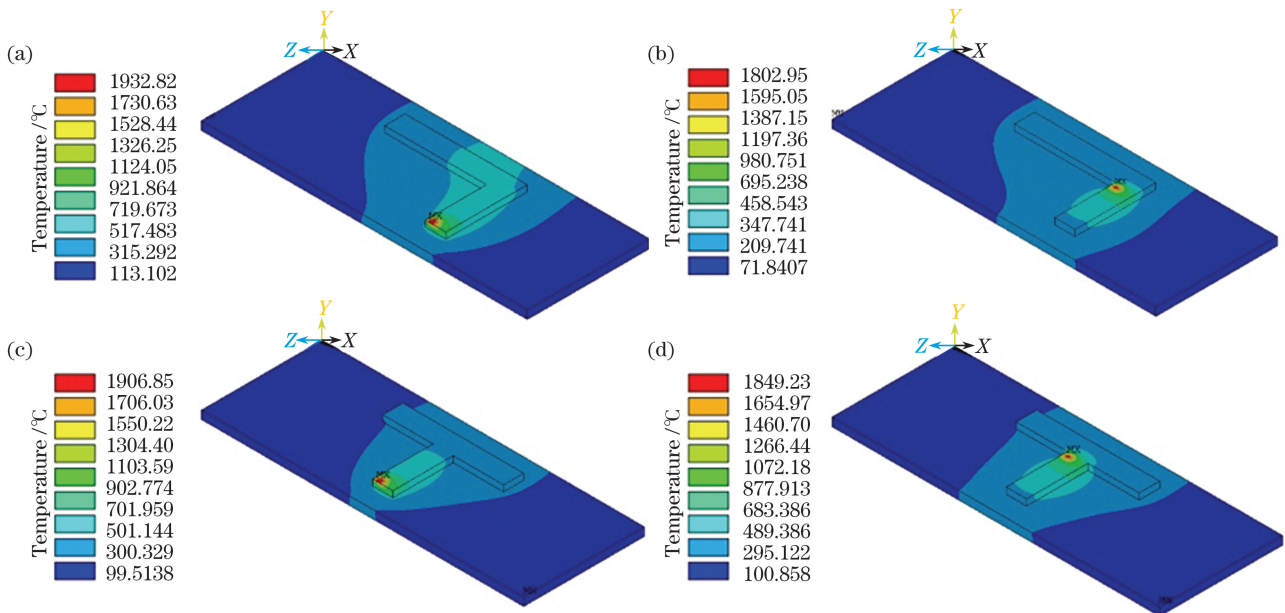 (a)
Y
Z
X
Temperature /℃
1932.82
1730.63
1528.44
1326.25
1124.05
921.864
719.673
517.483
315.292
113.102
MX
(b)
Y
Z
X
Temperature /℃
1802.95
1595.05
1387.15
1197.36
980.751
695.238
458.543
347.741
209.741
71.8407
MX
(c)
Y
Z
X
Temperature /℃
1906.85
1706.03
1550.22
1304.40
1103.59
902.774
701.959
501.144
300.329
99.5138
MX
(d)
Y
Z
X
Temperature /℃
1849.23
1654.97
1460.70
1266.44
1072.18
877.913
683.386
489.386
295.122
100.858
MX